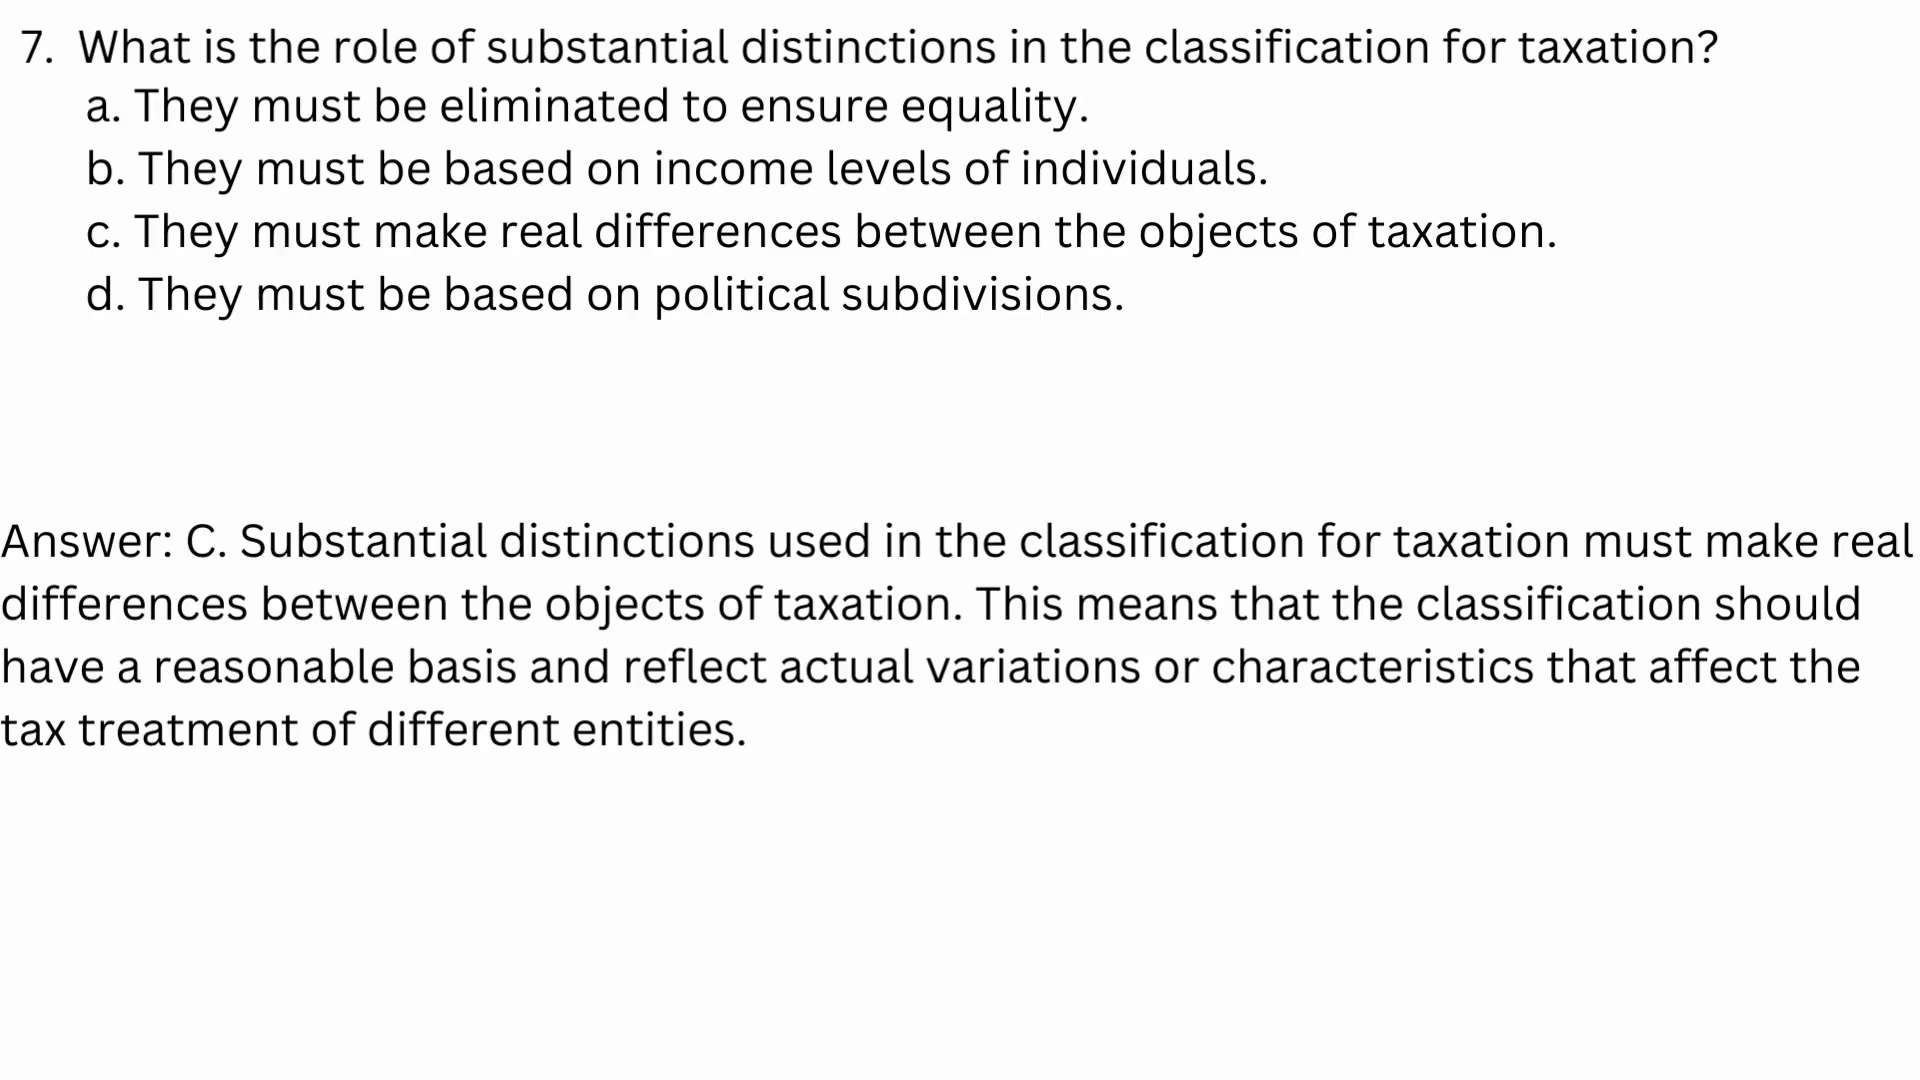 7. What is the role of substantial distinctions in the classification for taxation?
a. They must be eliminated to ensure equality.
b. They must be based on income levels of individuals.
c. They must make real differences between the objects of taxation.
d. They must be based on political subdivisions.
Answer: C. Substantial distinctions used in the classification for taxation must make real
differences between the objects of taxation. This means that the classification should
have a reasonable basis and reflect actual variations or characteristics that affect the
tax treatment of different entities.